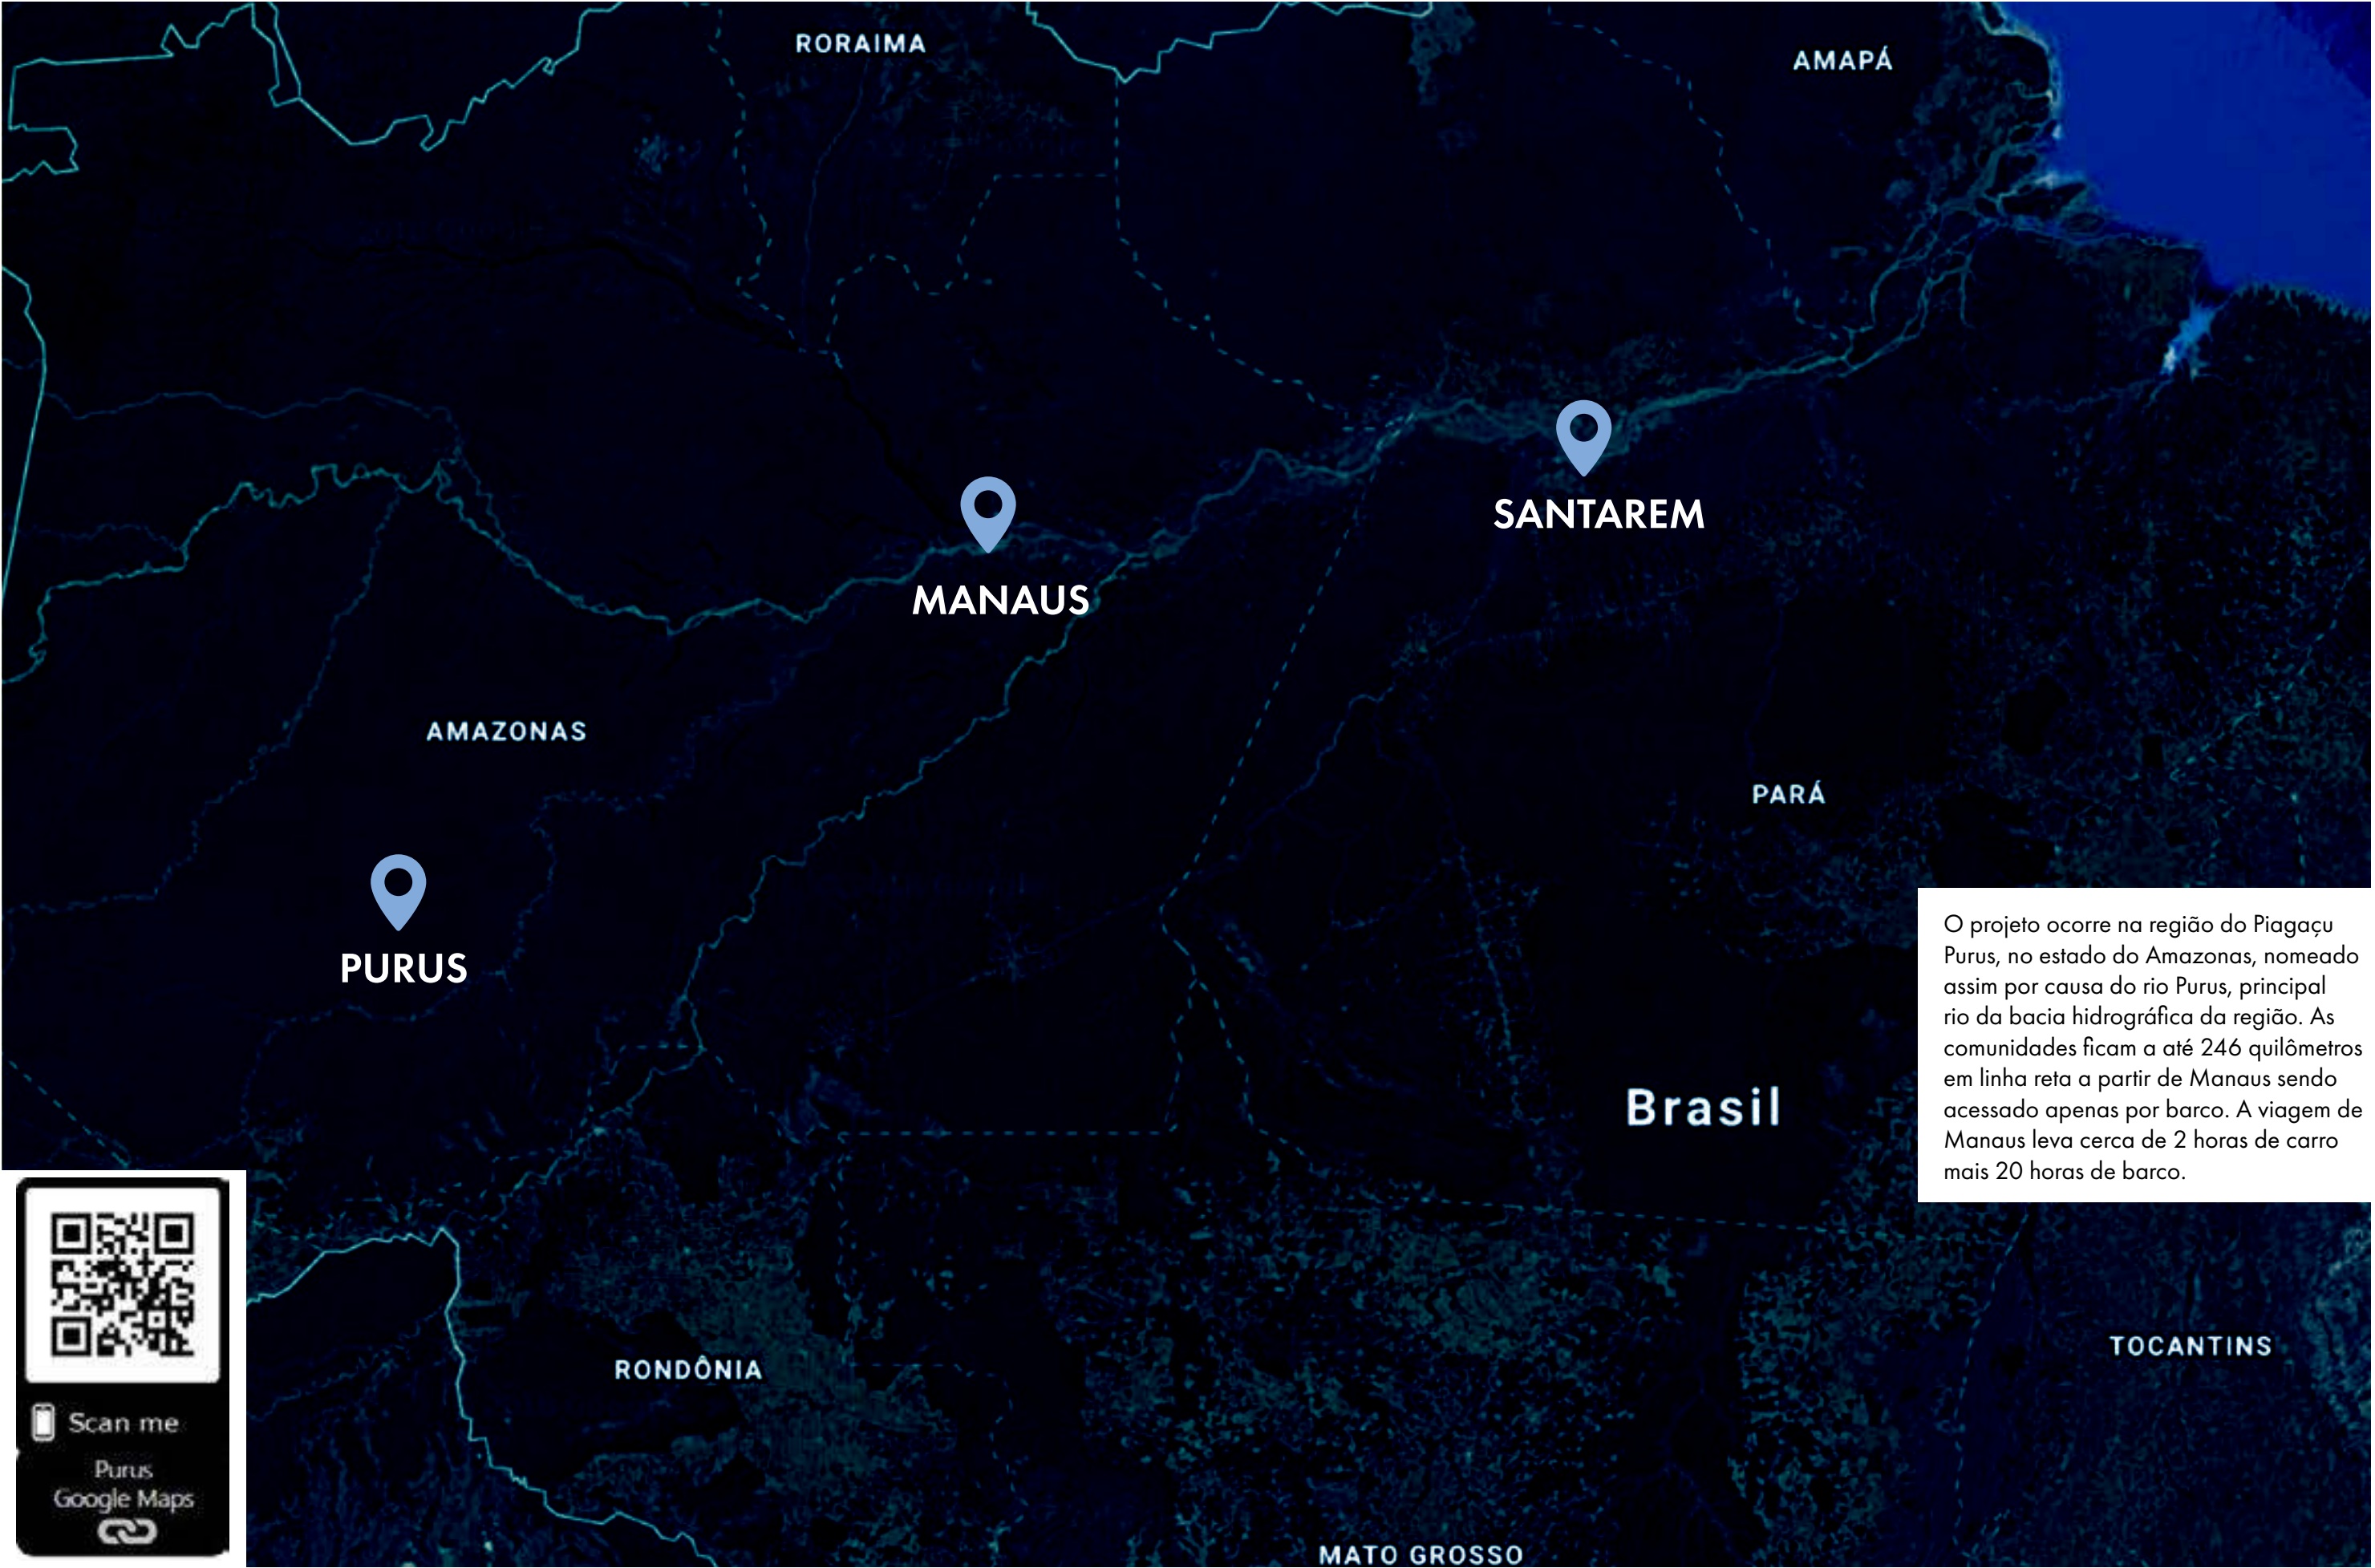 RORAIMA
AMAPÁ
SANTAREM
MANAUS
AMAZONAS
PARÁ
PURUS
O projeto ocorre na região do Piagaçu
Purus, no estado do Amazonas, nomeado
assim por causa do rio Purus, principal
rio da bacia hidrográfica da região. As
comunidades ficam a até 246 quilômetros
em linha reta a partir de Manaus sendo
acessado apenas por barco. A viagem de
Manaus leva cerca de 2 horas de carro
mais 20 horas de barco.
Brasil
TOCANTINS
RONDÔNIA
Scan me
Purus
Google Maps
MATO GROSSO